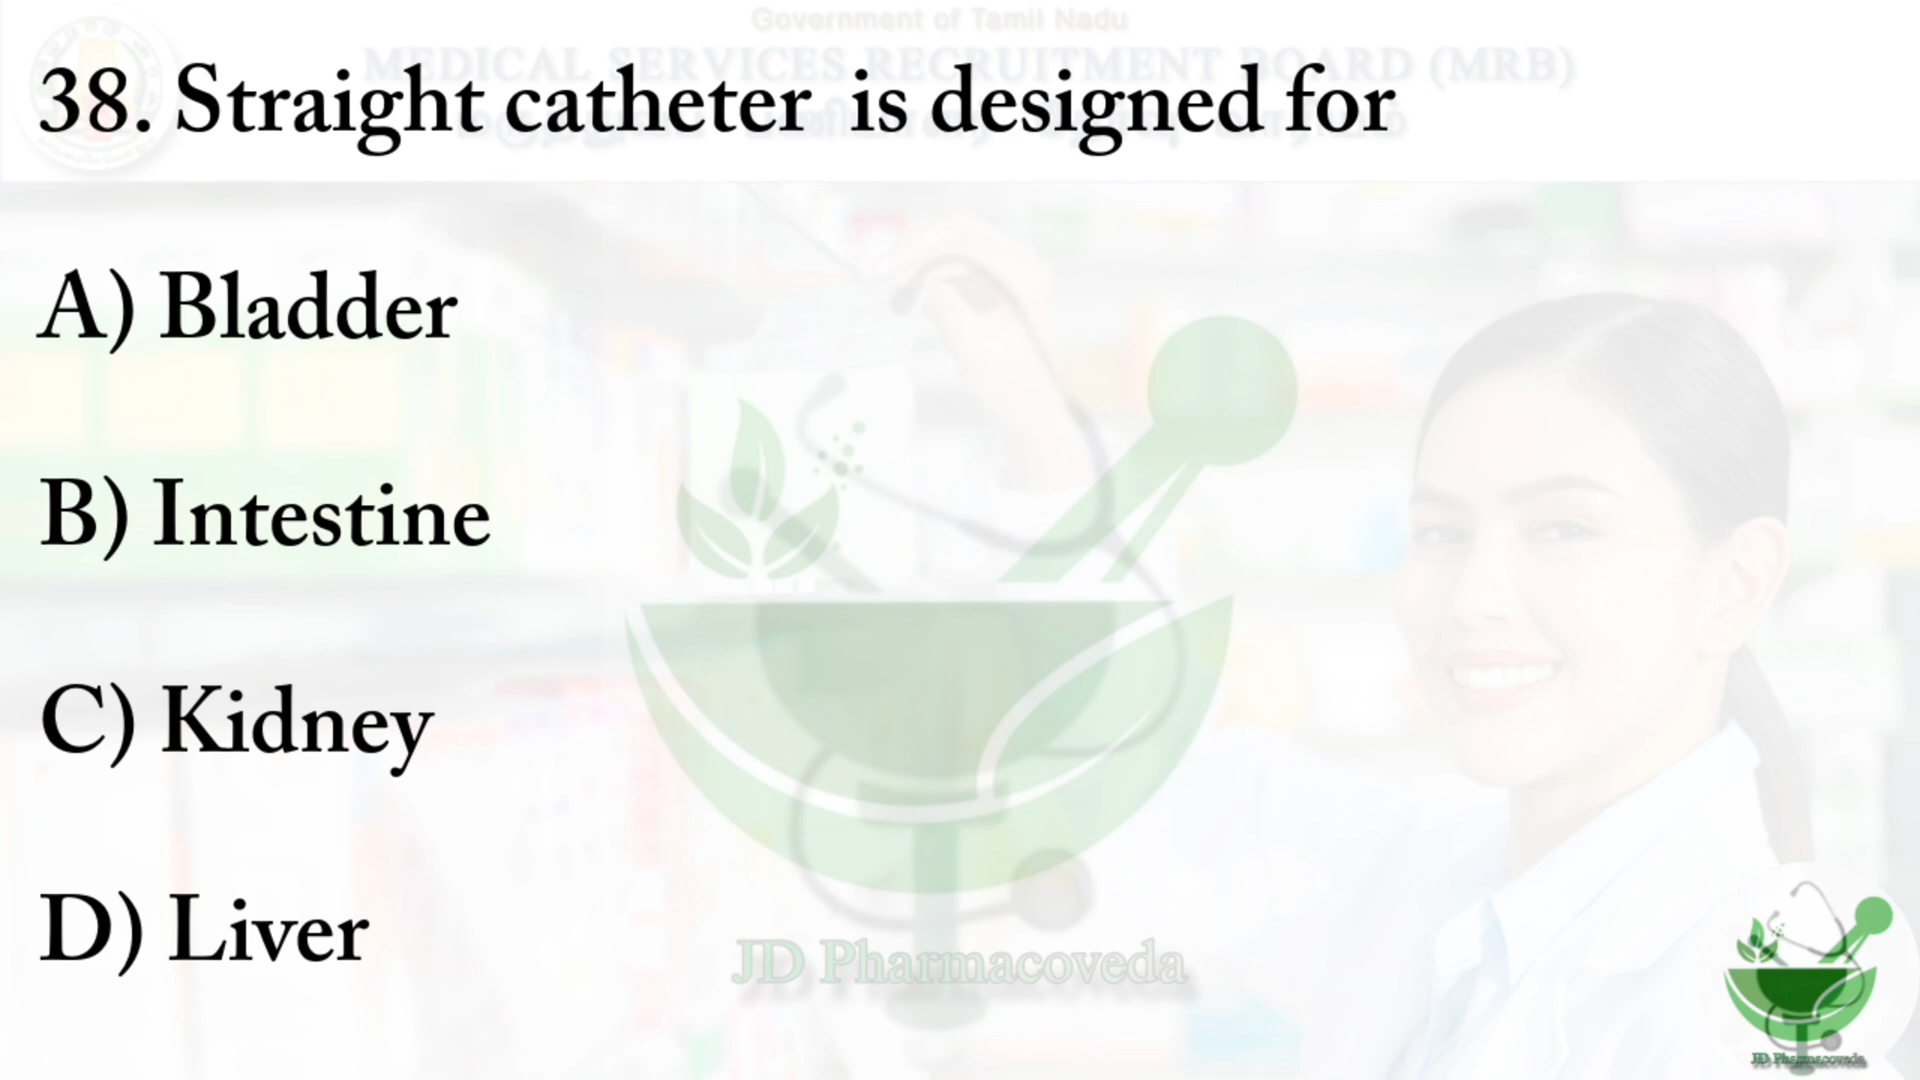 Government of Tamil Nadu
MEDICAL SERVICES RECRUITMENT BOARD (MRB)
38. Straight catheter is designed for
A) Bladder
B) Intestine
C) Kidney
D) Liver
JD Pharmacoveda
JD Pharmacoveda